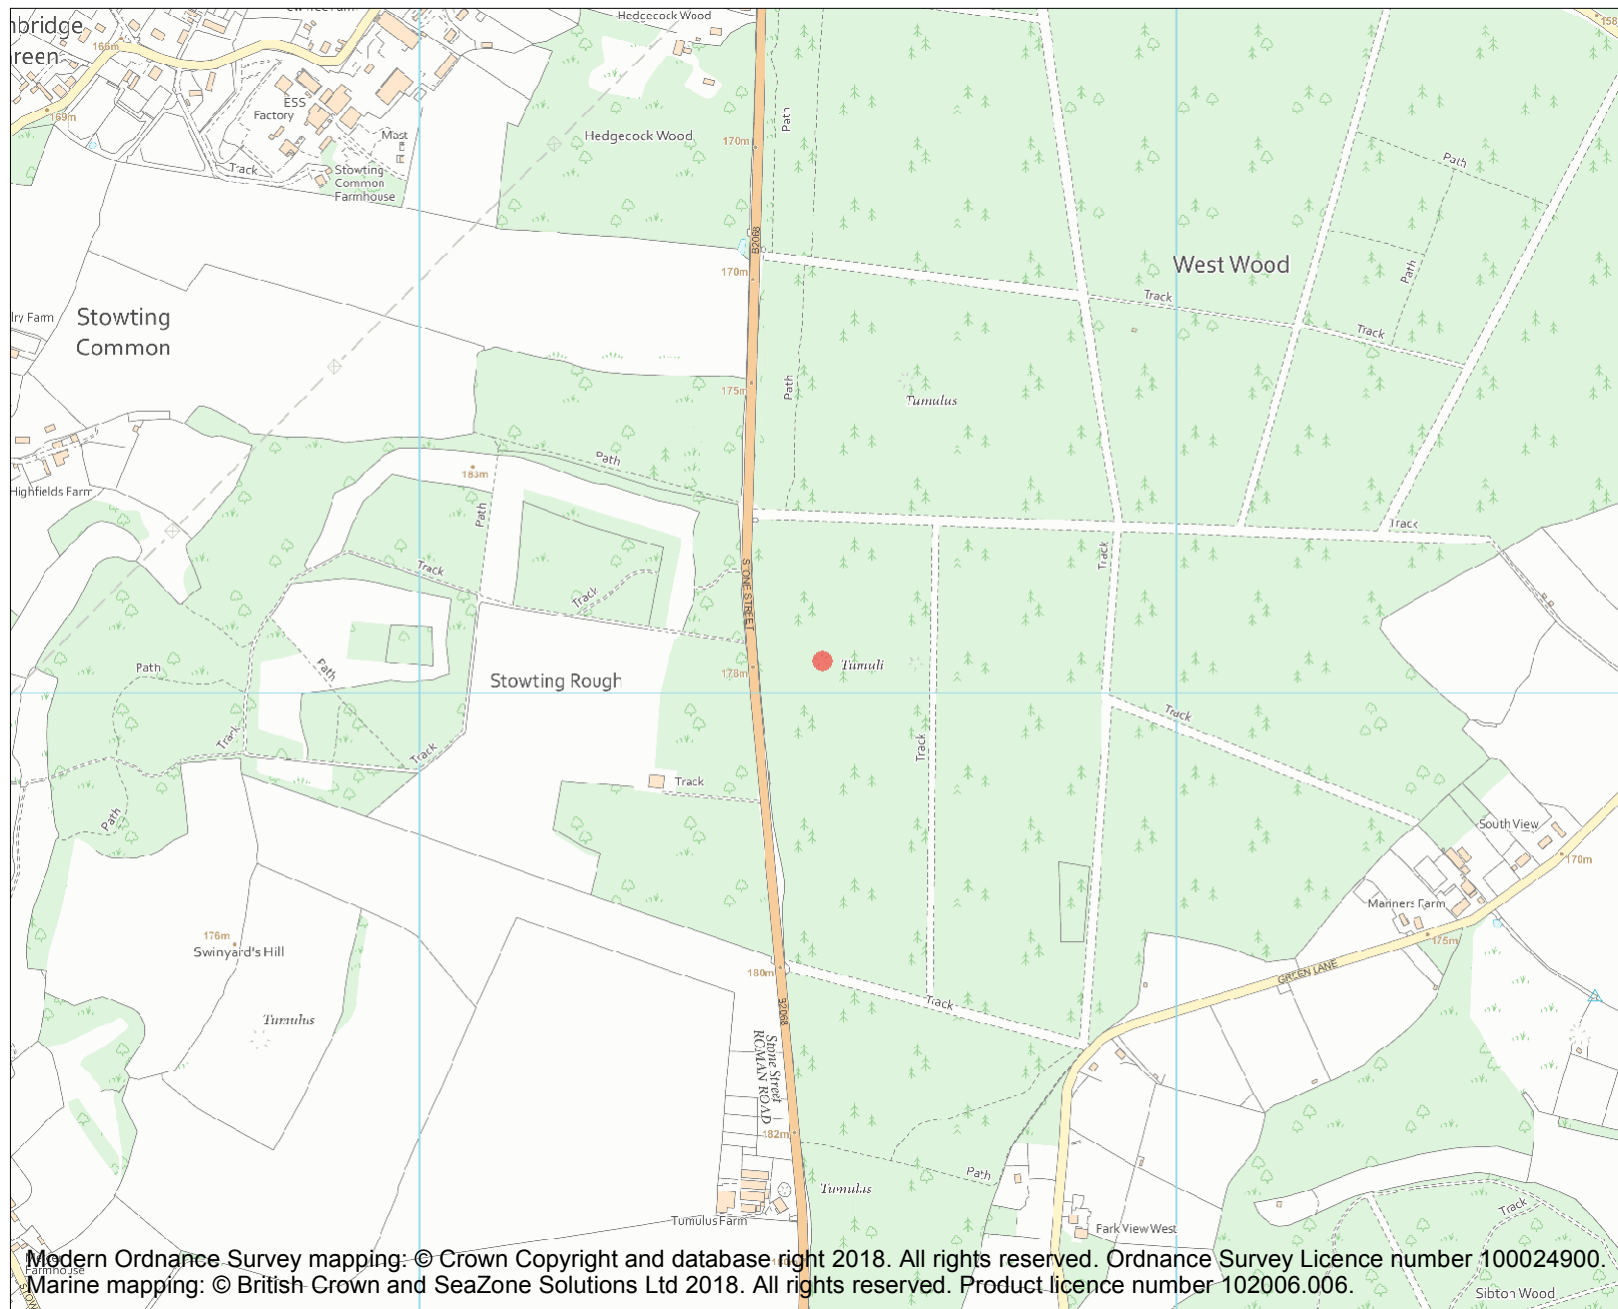 nbridge
reen
166m
169m
ESS
Factory
Mast
Track
Stowting
Common
Farmhouse
Hedgecock Wood
Hedgecock Wood
Path
158
170m
B2068
170m
West Wood
Path
Path
Track
Track
Stowting
Common
lry Farm
175m
Path
Tumulus
Highfields Farm
183m
Path
Path
Track
Track
Track
Track
STONE STREET
Path
Path
Stowting Rough
178m
Tumuli
Track
Track
Track
Track
Track
Path
South View
170m
Mariners Farm
175m
176m
Swinyard's Hill
180m
GREEN LANE
Track
B2068
Tumulus
Stone Street
ROMAN ROAD
182m
Path
Tumulus
Tumulus Farm
Park View West
Track
Farmhouse
Modern Ordnance Survey mapping: © Crown Copyright and database right 2018. All rights reserved. Ordnance Survey Licence number 100024900.
Marine mapping: © British Crown and SeaZone Solutions Ltd 2018. All rights reserved. Product licence number 102006.006.
Sibton Wood